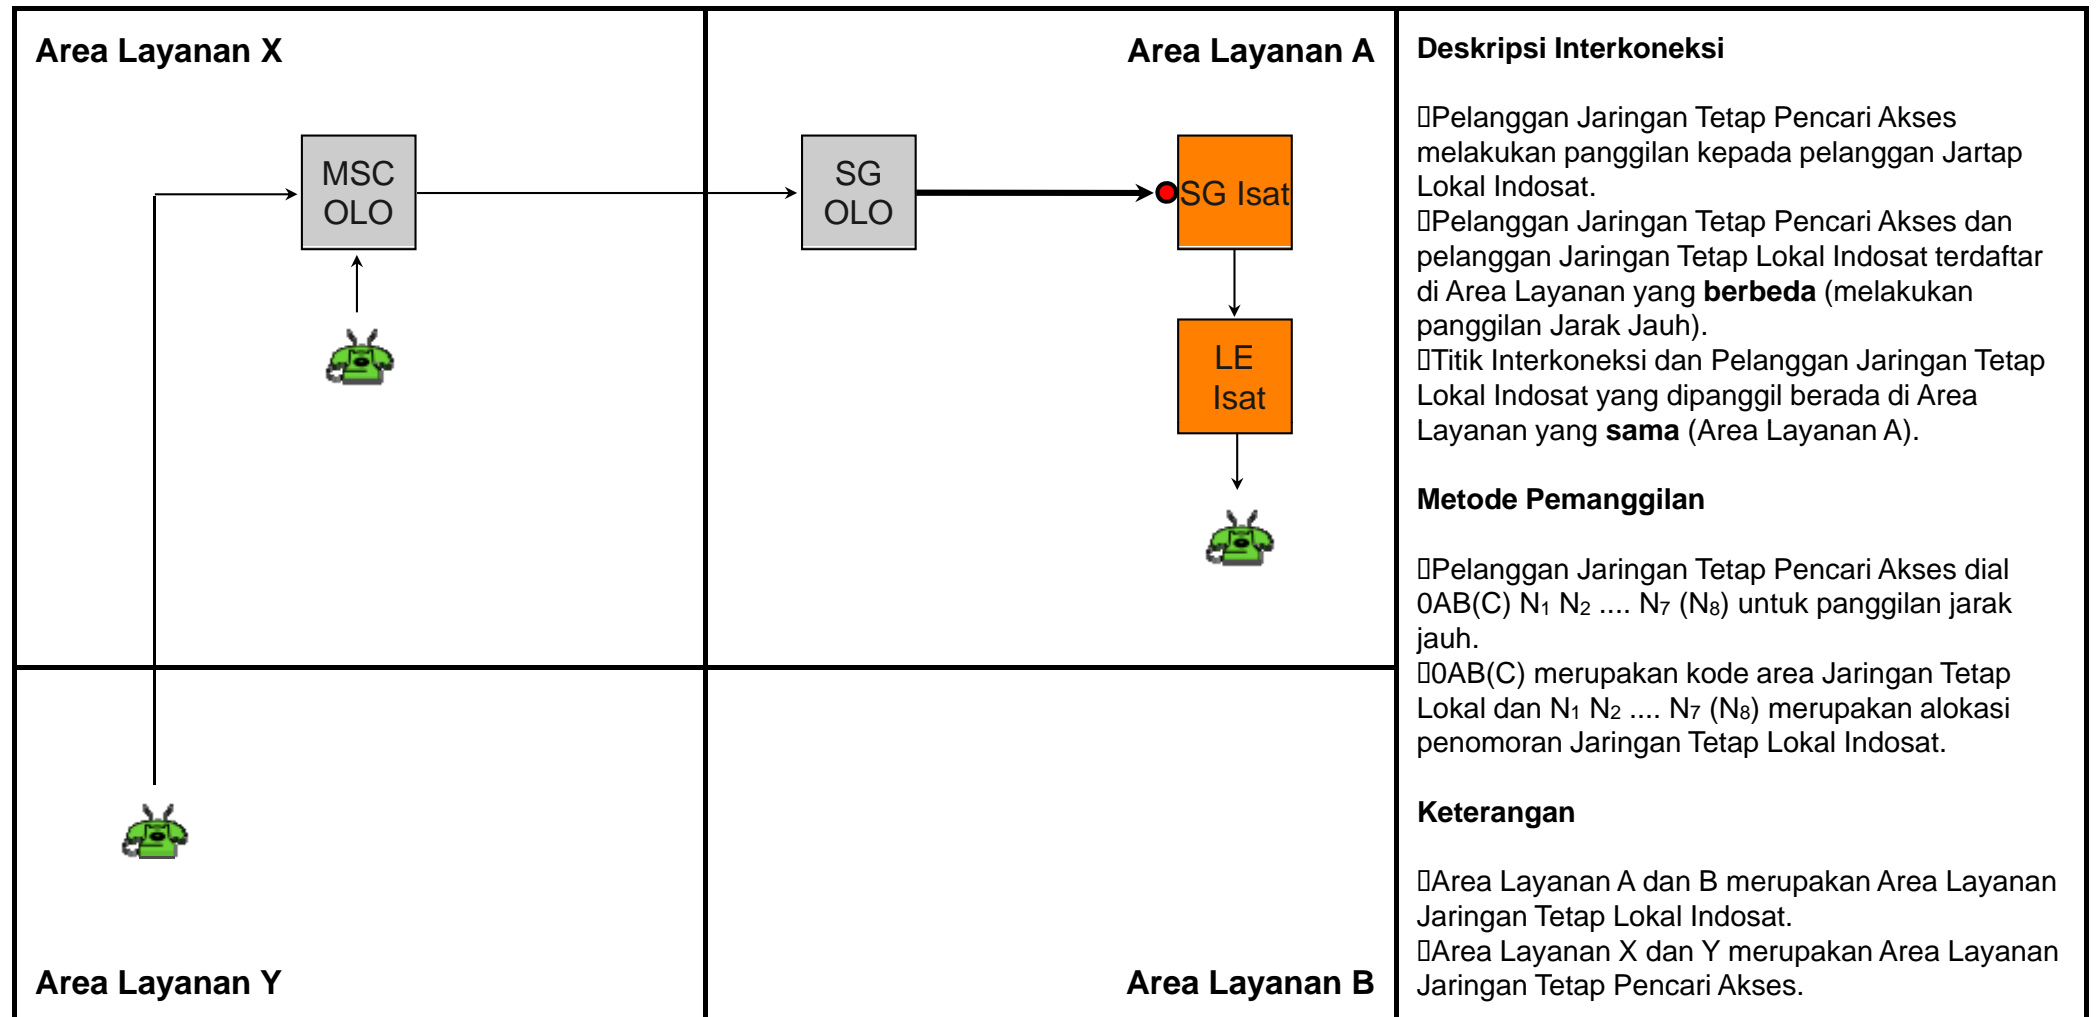 Area Layanan X
MSC
OLO
Area Layanan Y
Area Layanan A
SG
OLO
SG Isat
LE
Isat
Area Layanan B
Deskripsi Interkoneksi
▯Pelanggan Jaringan Tetap Pencari Akses
melakukan panggilan kepada pelanggan Jartap
Lokal Indosat.
▯Pelanggan Jaringan Tetap Pencari Akses dan
pelanggan Jaringan Tetap Lokal Indosat terdaftar
di Area Layanan yang berbeda (melakukan
panggilan Jarak Jauh).
▯Titik Interkoneksi dan Pelanggan Jaringan Tetap
Lokal Indosat yang dipanggil berada di Area
Layanan yang sama (Area Layanan A).
Metode Pemanggilan
▯Pelanggan Jaringan Tetap Pencari Akses dial
0AB(C) N₁ N₂ .... N₇ (N₈) untuk panggilan jarak
jauh.
▯0AB(C) merupakan kode area Jaringan Tetap
Lokal dan N₁ N₂ .... N₇ (N₈) merupakan alokasi
penomoran Jaringan Tetap Lokal Indosat.
Keterangan
▯Area Layanan A dan B merupakan Area Layanan
Jaringan Tetap Lokal Indosat.
▯Area Layanan X dan Y merupakan Area Layanan
Jaringan Tetap Pencari Akses.